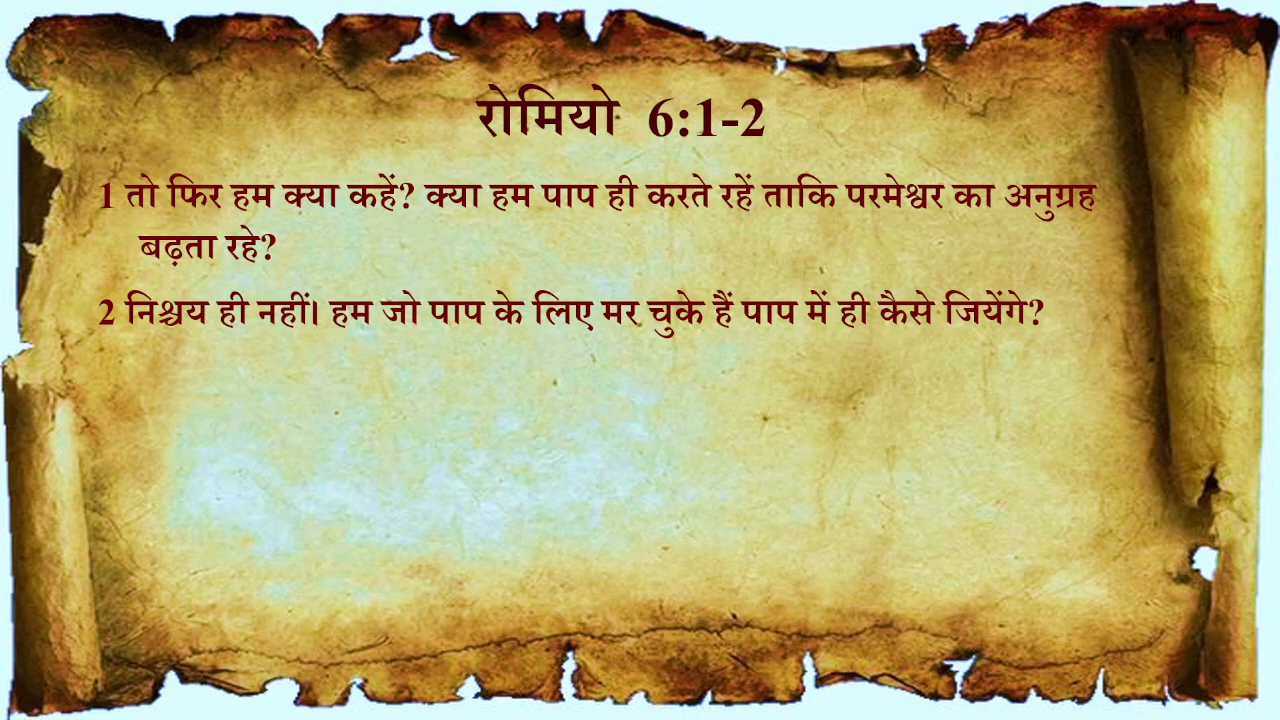 रोमियो 6:1-2
1 तो फिर हम क्या कहें? क्या हम पाप ही करते रहें ताकि परमेश्वर का अनुग्रह
बढ़ता रहे?
2 निश्चय ही नहीं। हम जो पाप के लिए मर चुके हैं पाप में ही कैसे जियेंगे?